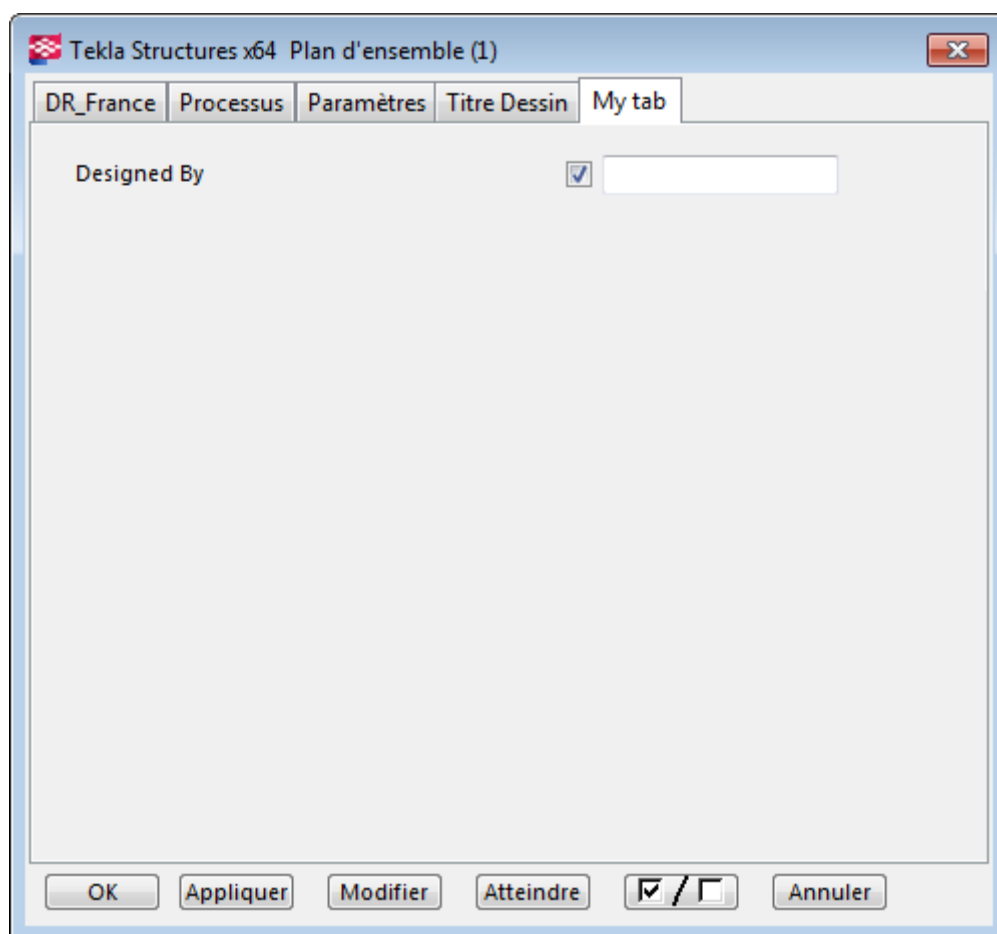 Tekla Structures x64 Plan d'ensemble (1)
DR_France Processus Paramètres Titre Dessin My tab
Designed By
OK Appliquer Modifier Atteindre / Annuler